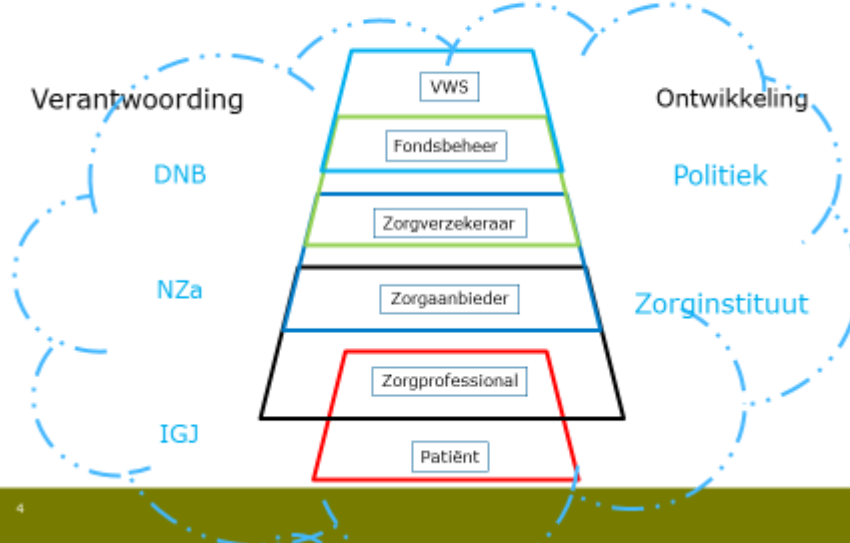 VWS
Verantwoording
Ontwikkeling
Fondsbeheer
DNB
Politiek
Zorgverzekeraar
NZa
Zorgaanbieder
Zorginstituut
Zorgprofessional
IGJ
Patiënt
4